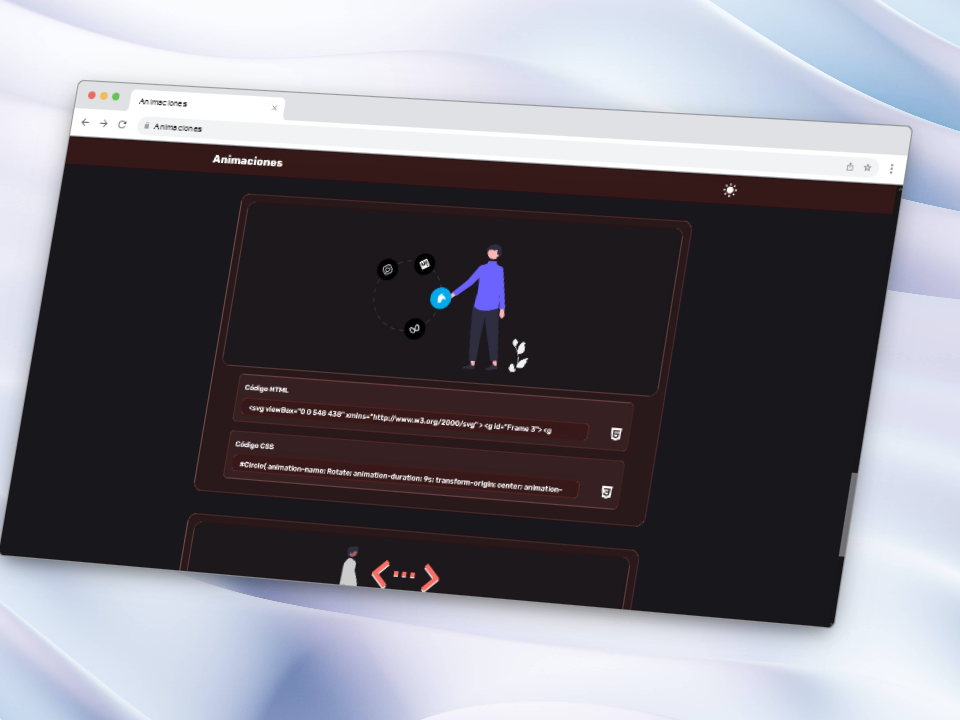 Animaciones
Animaciones
Animaciones
Código HTML
<svg viewBox="0 0 548 438" xmlns="http://www.w3.org/2000/svg" > <g id="Frame 3"> <g
Código CSS
#Circle{ animation-name: Rotate; animation-duration: 9s; transform-origin: center; animation-